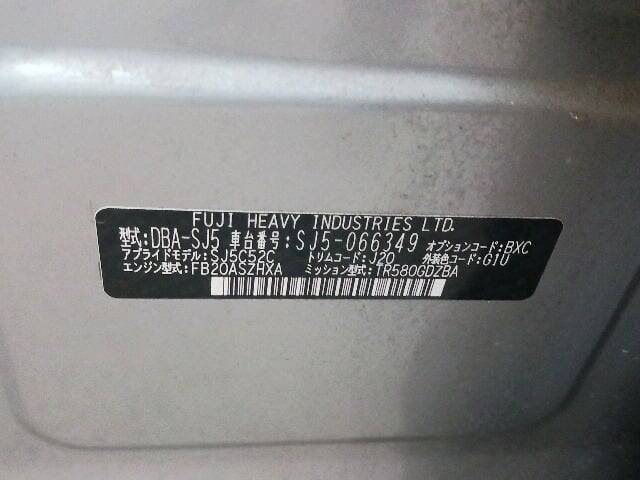 FUJI HEAVY INDUSTRIES LTD.
型式:DBA-SJ5 車台番号:SJ5-066349 オプションコード:BXC
アプライドモデル:SJ5C52C トリムコード:J20 外装色コード:G1U
エンジン型式:FB20ASZHXA ミッション型式:TR580GDZBA